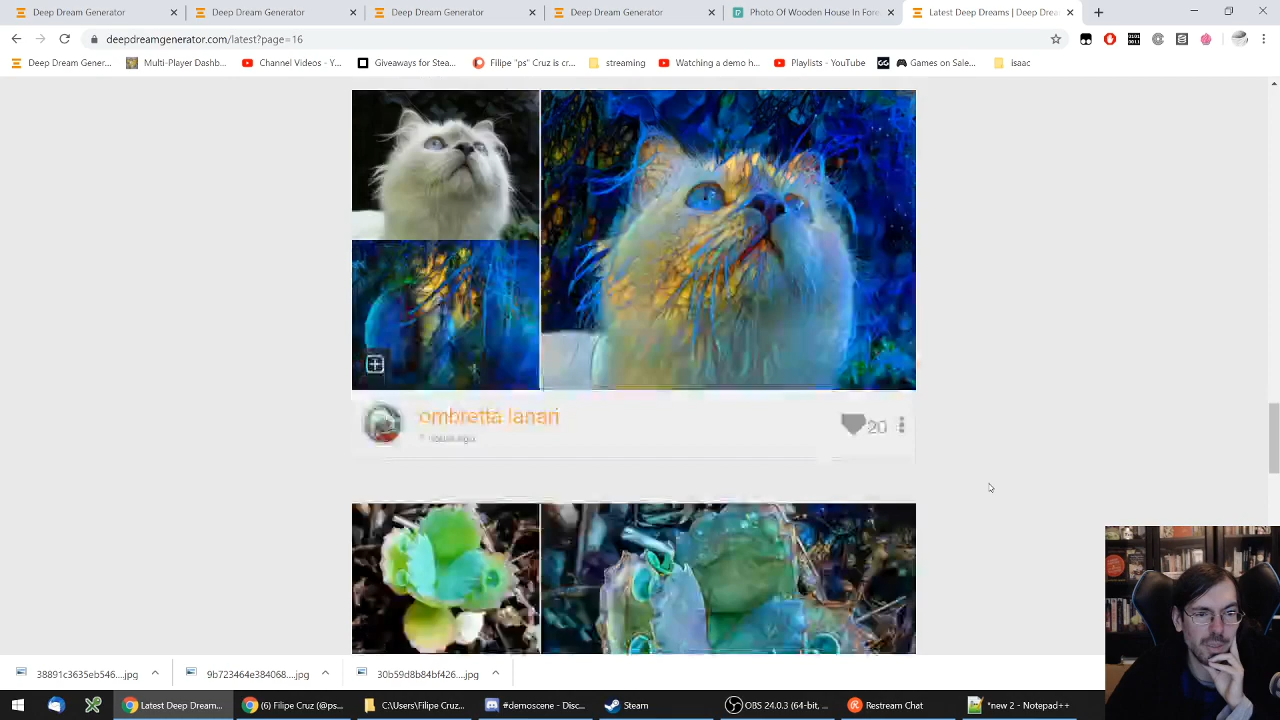 Deep Dream Generator
Deep Dream Generator
Deep Dream Generator
Deep Dream Generator
Photo Of Wooden House In Fore
Latest Deep Dreams | Deep Drea
deepdreamgenerator.com/latest?page=16
Deep Dream Gener...
Multi-Player Dashb...
Channel Videos - Y...
Giveaways for Stea...
Filipe "ps" Cruz is cr...
streaming
Watching a demo h...
Playlists - YouTube
GG
Games on Sale...
isaac
ombretta lanari
20
38891c3635eb546....jpg
9b723464e384068....jpg
30b59d8b84bf426....jpg
Latest Deep Dream...
(6) Filipe Cruz (@ps...
C:\Users\Filipe Cruz...
#demoscene - Disc...
Steam
OBS 24.0.3 (64-bit, ...
Restream Chat
*new 2 - Notepad++